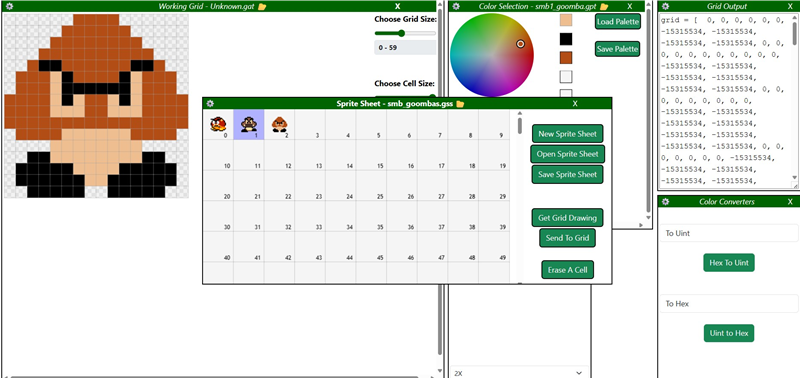 Working Grid - Unknown.gat
X
Choose Grid Size:
0 - 59
Choose Cell Size:
Color Selection - smb1_goomba.gpt
X
Load Palette
Save Palette
Grid Output
X
grid = [ 0, 0, 0, 0, 0, 0,
-15315534, -15315534,
-15315534, -15315534, 0, 0,
0, 0, 0, 0, 0, 0, 0, 0, 0,
-15315534, -15315534,
-15315534, -15315534,
-15315534, -15315534, 0, 0,
0, 0, 0, 0, 0, 0, 0,
-15315534, -15315534,
-15315534, -15315534,
-15315534, -15315534,
-15315534, -15315534, 0, 0,
0, 0, 0, 0, 0, -15315534,
-15315534, -15315534,
-15315534, -15315534,
Sprite Sheet - smb_goombas.gss
X
0 1 2 3 4 5 6 7 8 9
10 11 12 13 14 15 16 17 18 19
20 21 22 23 24 25 26 27 28 29
30 31 32 33 34 35 36 37 38 39
40 41 42 43 44 45 46 47 48 49
New Sprite Sheet
Open Sprite Sheet
Save Sprite Sheet
Get Grid Drawing
Send To Grid
Erase A Cell
2X
Color Converters
X
To Uint
Hex To Uint
To Hex
Uint to Hex